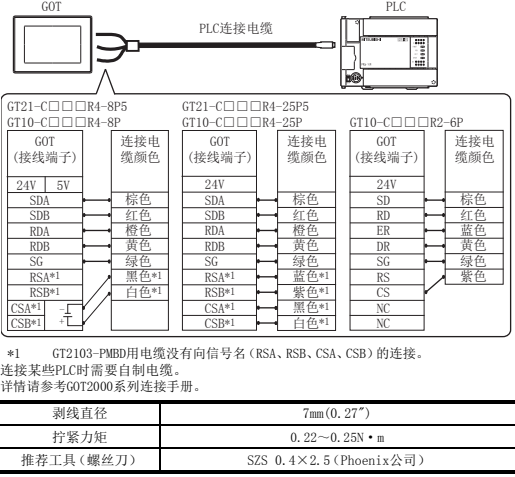 GOT
PLC
PLC连接电缆
MITSUBISHI
GT21-C□□□R4-8P5
GT10-C□□□R4-8P
GOT
(接线端子)
连接电
缆颜色
24V 5V
SDA 棕色
SDB 红色
RDA 橙色
RDB 黄色
SG 绿色
RSA*1 黑色*1
RSB*1 白色*1
CSA*1 -
CSB*1 +
GT21-C□□□R4-25P5
GT10-C□□□R4-25P
GOT
(接线端子)
连接电
缆颜色
24V
SDA 棕色
SDB 红色
RDA 橙色
RDB 黄色
SG 绿色
RSA*1 蓝色*1
RSB*1 紫色*1
CSA*1 黑色*1
CSB*1 白色*1
GT10-C□□□R2-6P
GOT
(接线端子)
连接电
缆颜色
24V
SD 棕色
RD 红色
ER 蓝色
DR 黄色
SG 绿色
RS 紫色
CS
NC
NC
*1 GT2103-PMBD用电缆没有向信号名(RSA、RSB、CSA、CSB)的连接。
连接某些PLC时需要自制电缆。
详情请参考GOT2000系列连接手册。
剥线直径 7mm(0.27″)
拧紧力矩 0.22～0.25N・m
推荐工具(螺丝刀) SZS 0.4×2.5(Phoenix公司)